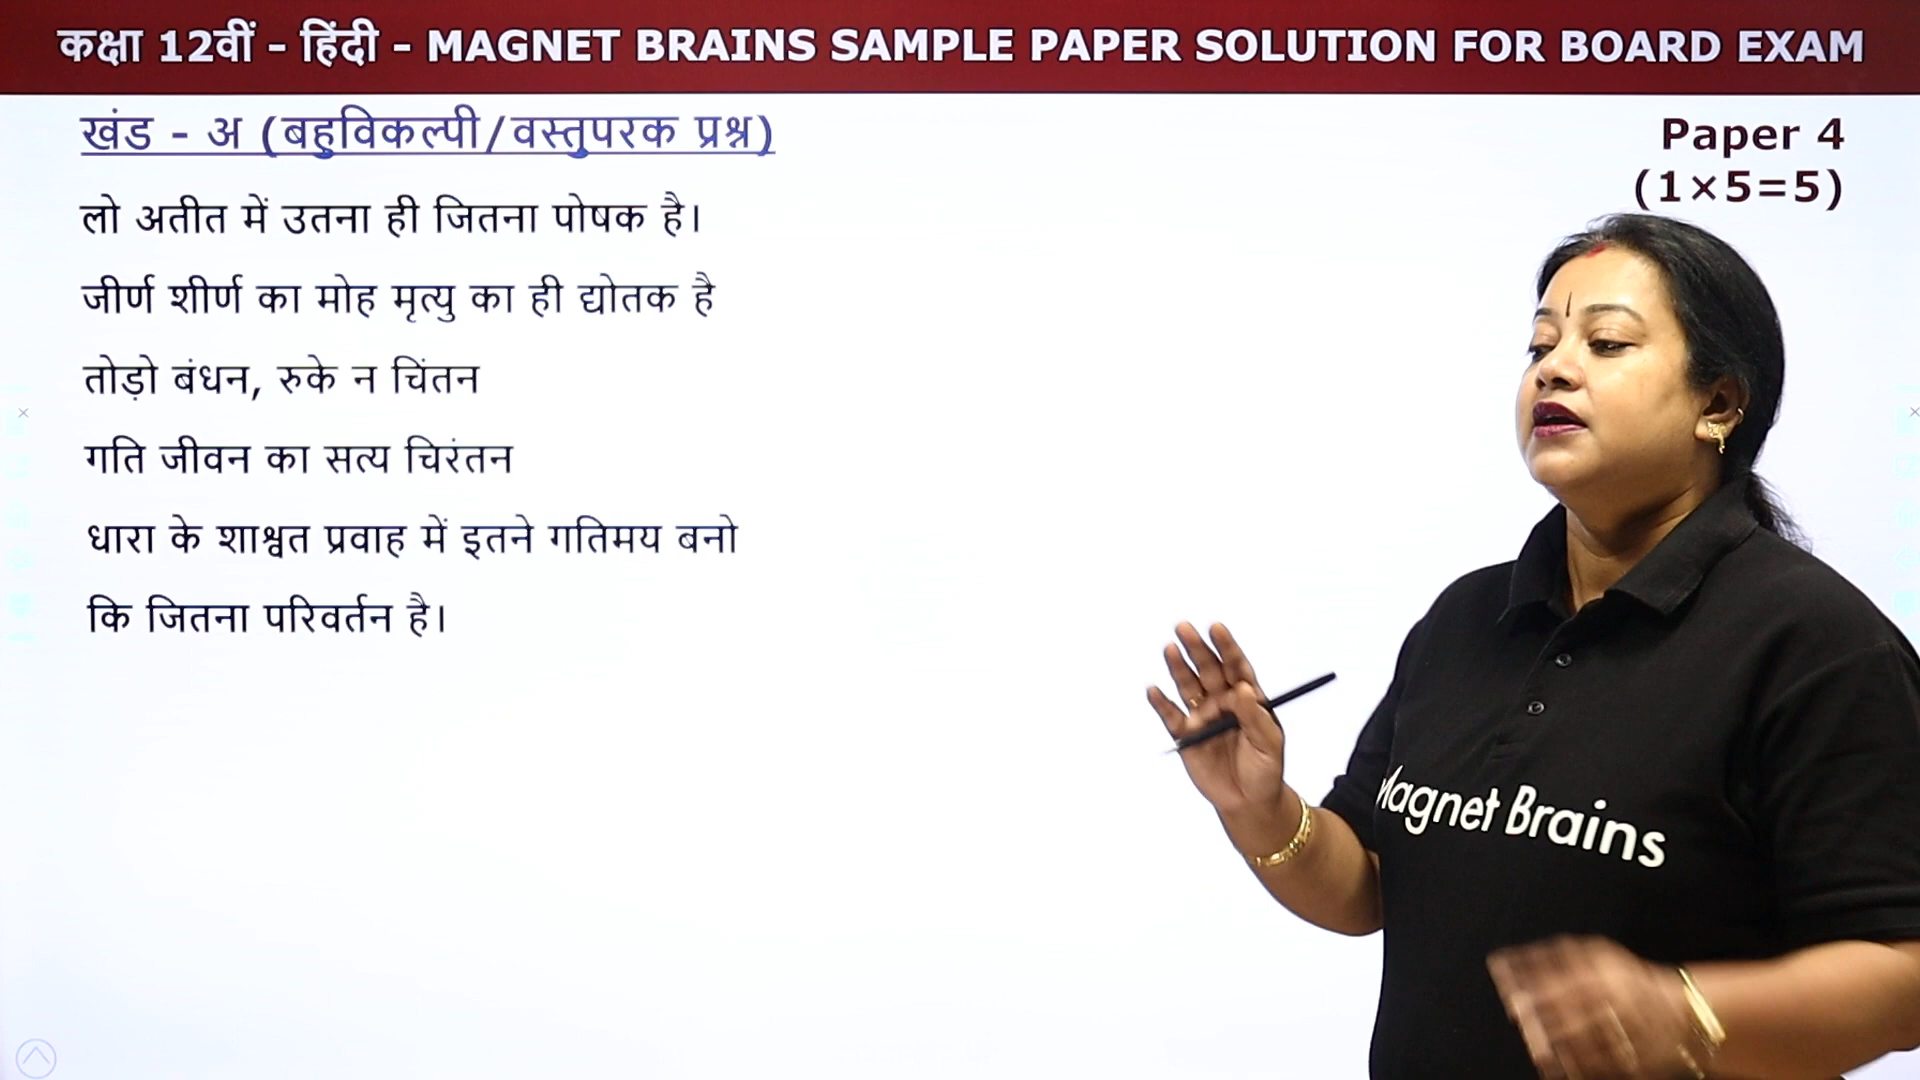 कक्षा 12वीं - हिंदी - MAGNET BRAINS SAMPLE PAPER SOLUTION FOR BOARD EXAM
खंड - अ (बहुविकल्पी/वस्तुपरक प्रश्न)
Paper 4
(1×5=5)
लो अतीत में उतना ही जितना पोषक है।
जीर्ण शीर्ण का मोह मृत्यु का ही द्योतक है
तोड़ो बंधन, रुके न चिंतन
गति जीवन का सत्य चिरंतन
धारा के शाश्वत प्रवाह में इतने गतिमय बनो
कि जितना परिवर्तन है।
Magnet Brains